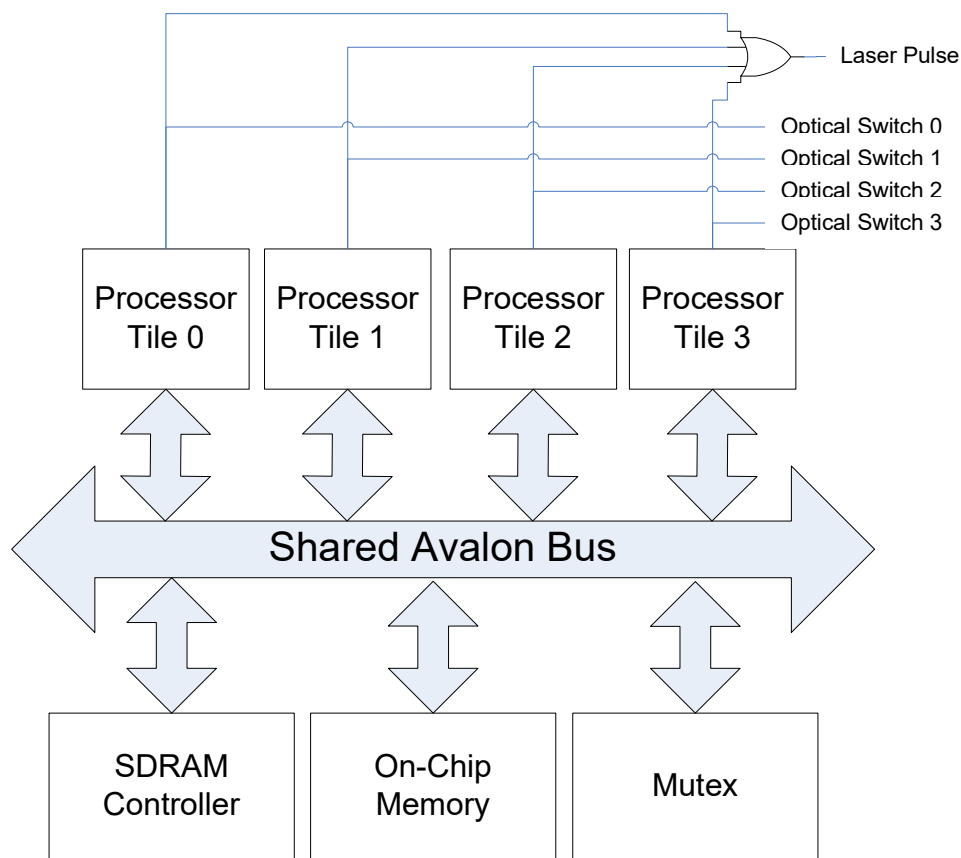 Laser Pulse
Optical Switch 0
Optical Switch 1
Optical Switch 2
Optical Switch 3
Processor
Tile 0
Processor
Tile 1
Processor
Tile 2
Processor
Tile 3
Shared Avalon Bus
SDRAM
Controller
On-Chip
Memory
Mutex